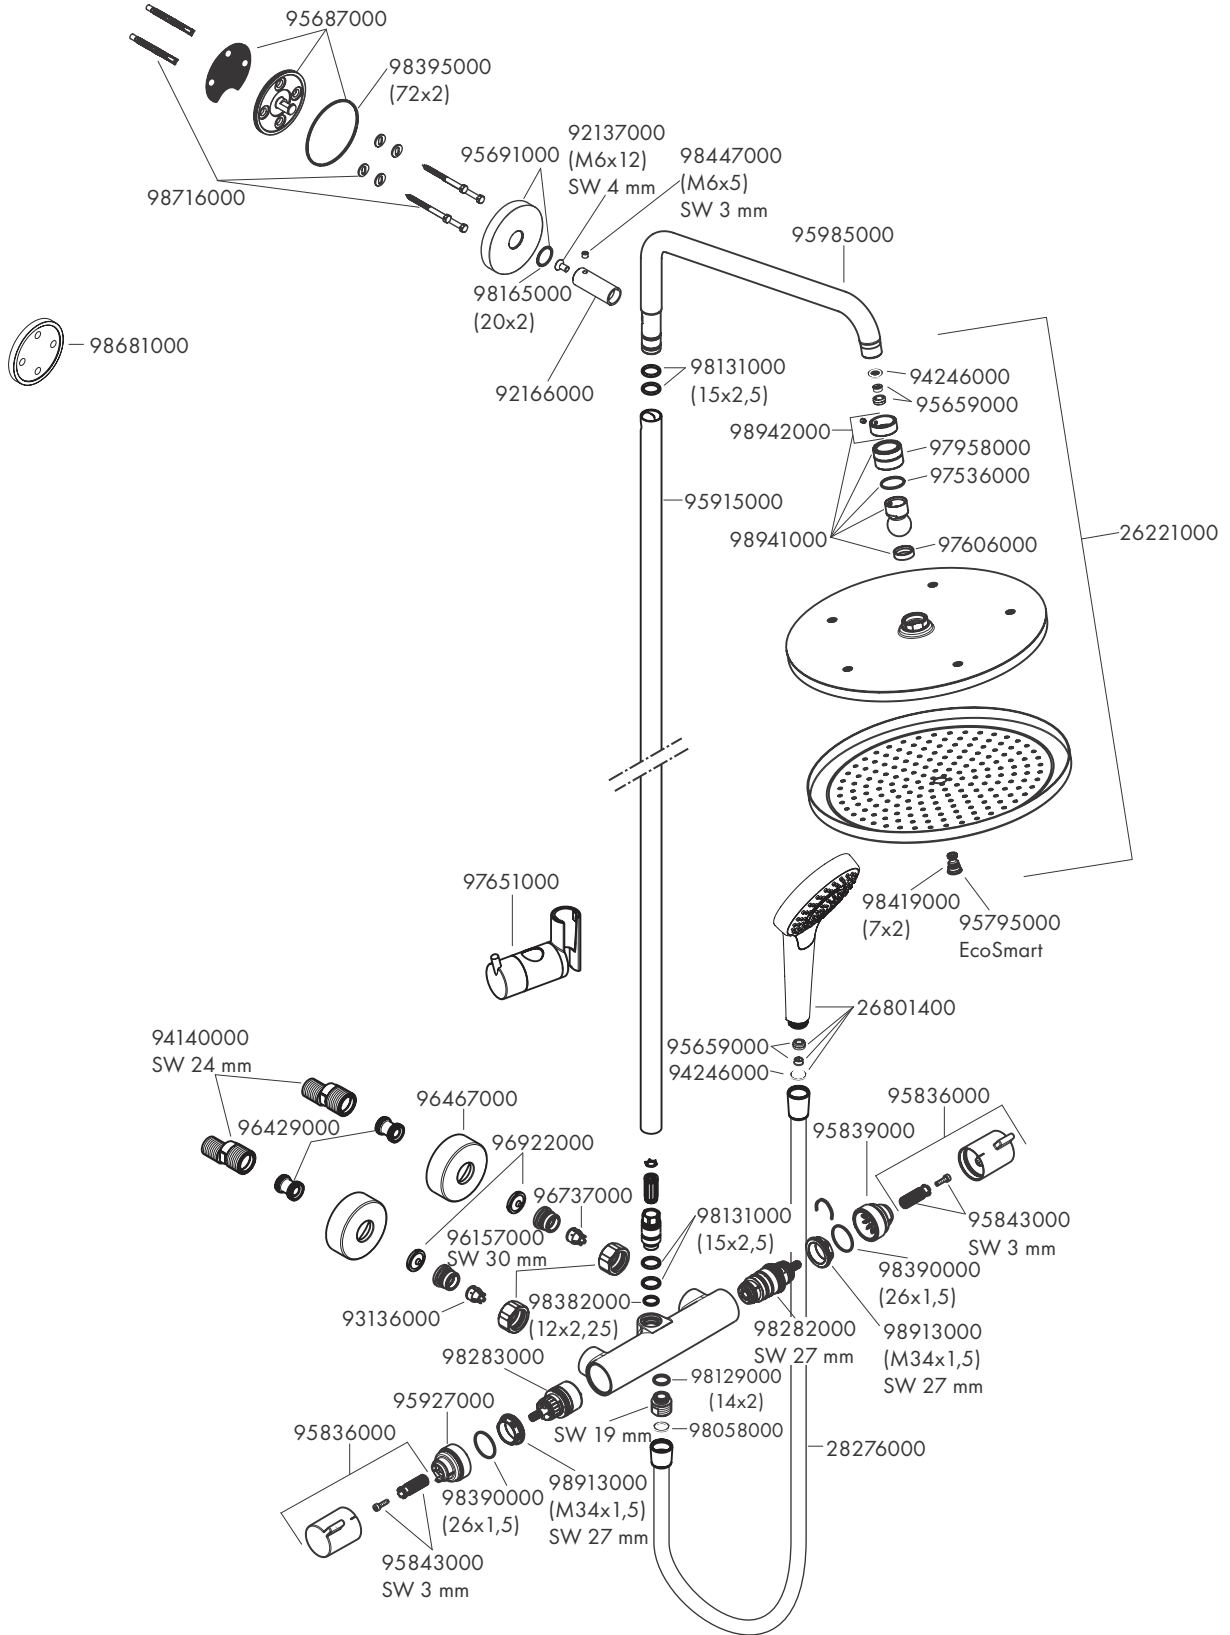 95687000
98395000
(72x2)
92137000
(M6x12)
SW 4 mm
95691000
98447000
(M6x5)
SW 3 mm
98716000
95985000
98165000
(20x2)
98681000
92166000
98131000
(15x2,5)
94246000
95659000
98942000
97958000
97536000
95915000
98941000
97606000
26221000
97651000
98419000
(7x2)
95795000
EcoSmart
26801400
94140000
SW 24 mm
95659000
94246000
95836000
96467000
96429000
95839000
96922000
96737000
98131000
(15x2,5)
95843000
SW 3 mm
96157000
SW 30 mm
98390000
(26x1,5)
93136000
98382000
(12x2,25)
98282000
SW 27 mm
98913000
(M34x1,5)
SW 27 mm
98283000
98129000
(14x2)
95927000
SW 19 mm
98058000
95836000
28276000
98390000
(26x1,5)
98913000
(M34x1,5)
SW 27 mm
95843000
SW 3 mm